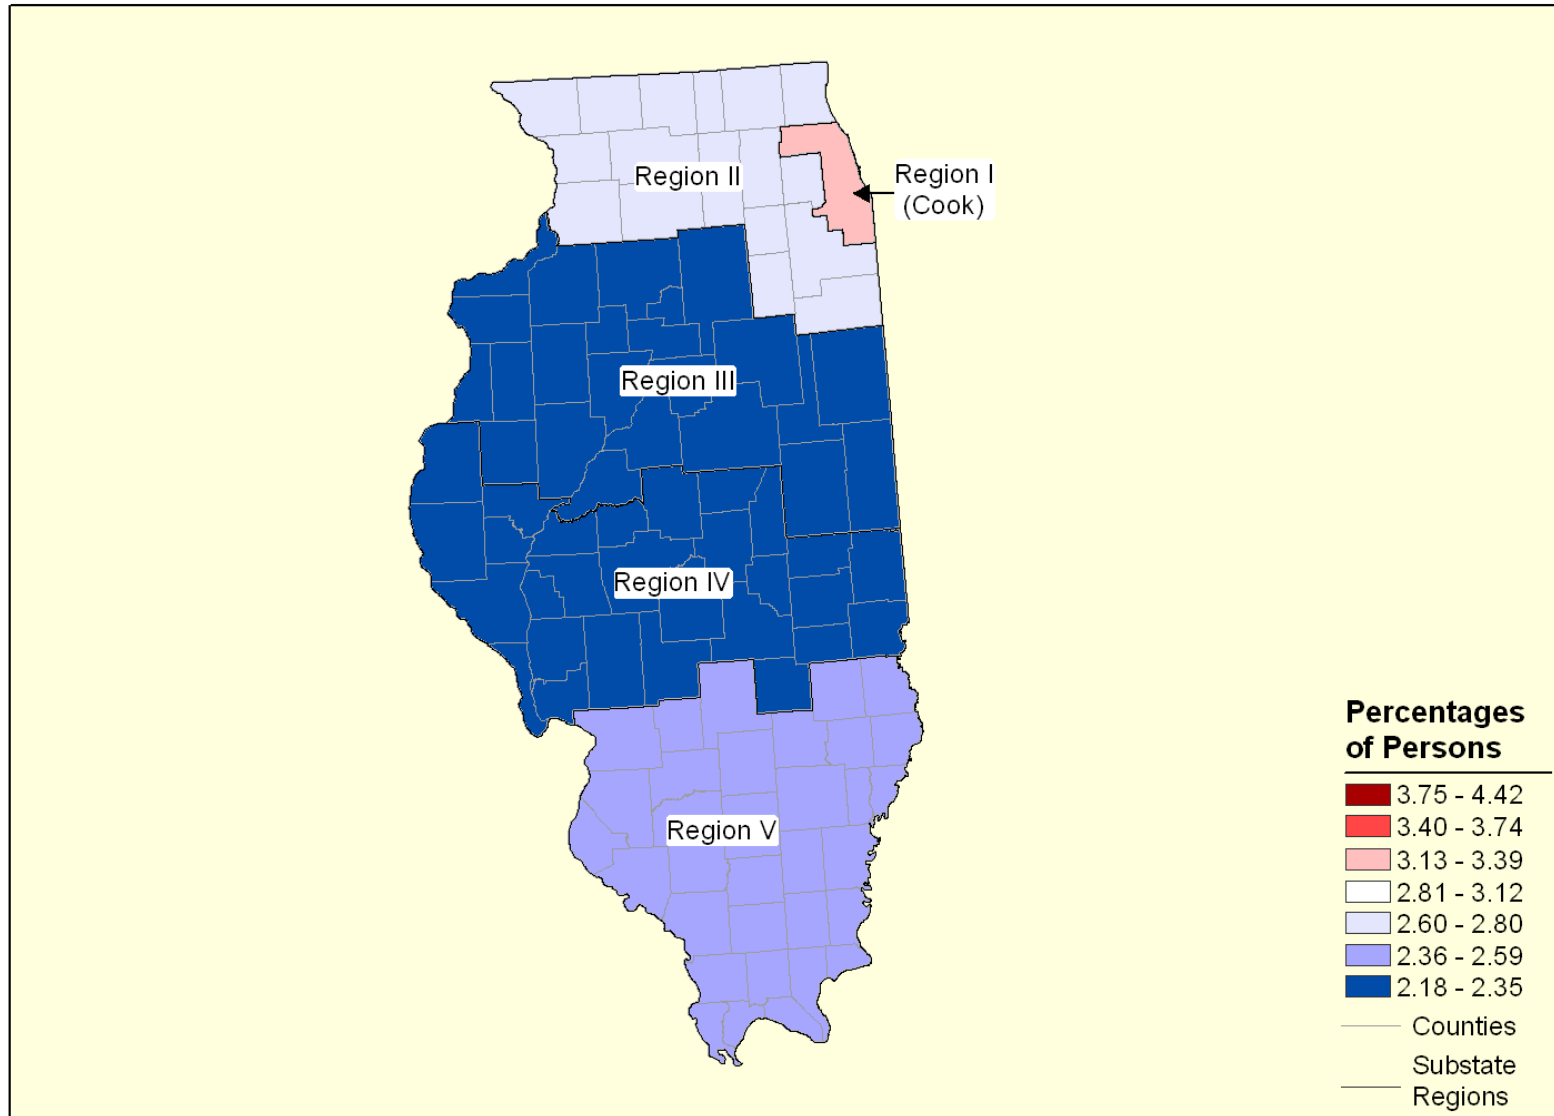 Region II
Region I
(Cook)
Region III
Region IV
Region V
Percentages
of Persons
3.75 - 4.42
3.40 - 3.74
3.13 - 3.39
2.81 - 3.12
2.60 - 2.80
2.36 - 2.59
2.18 - 2.35
Counties
Substate
Regions